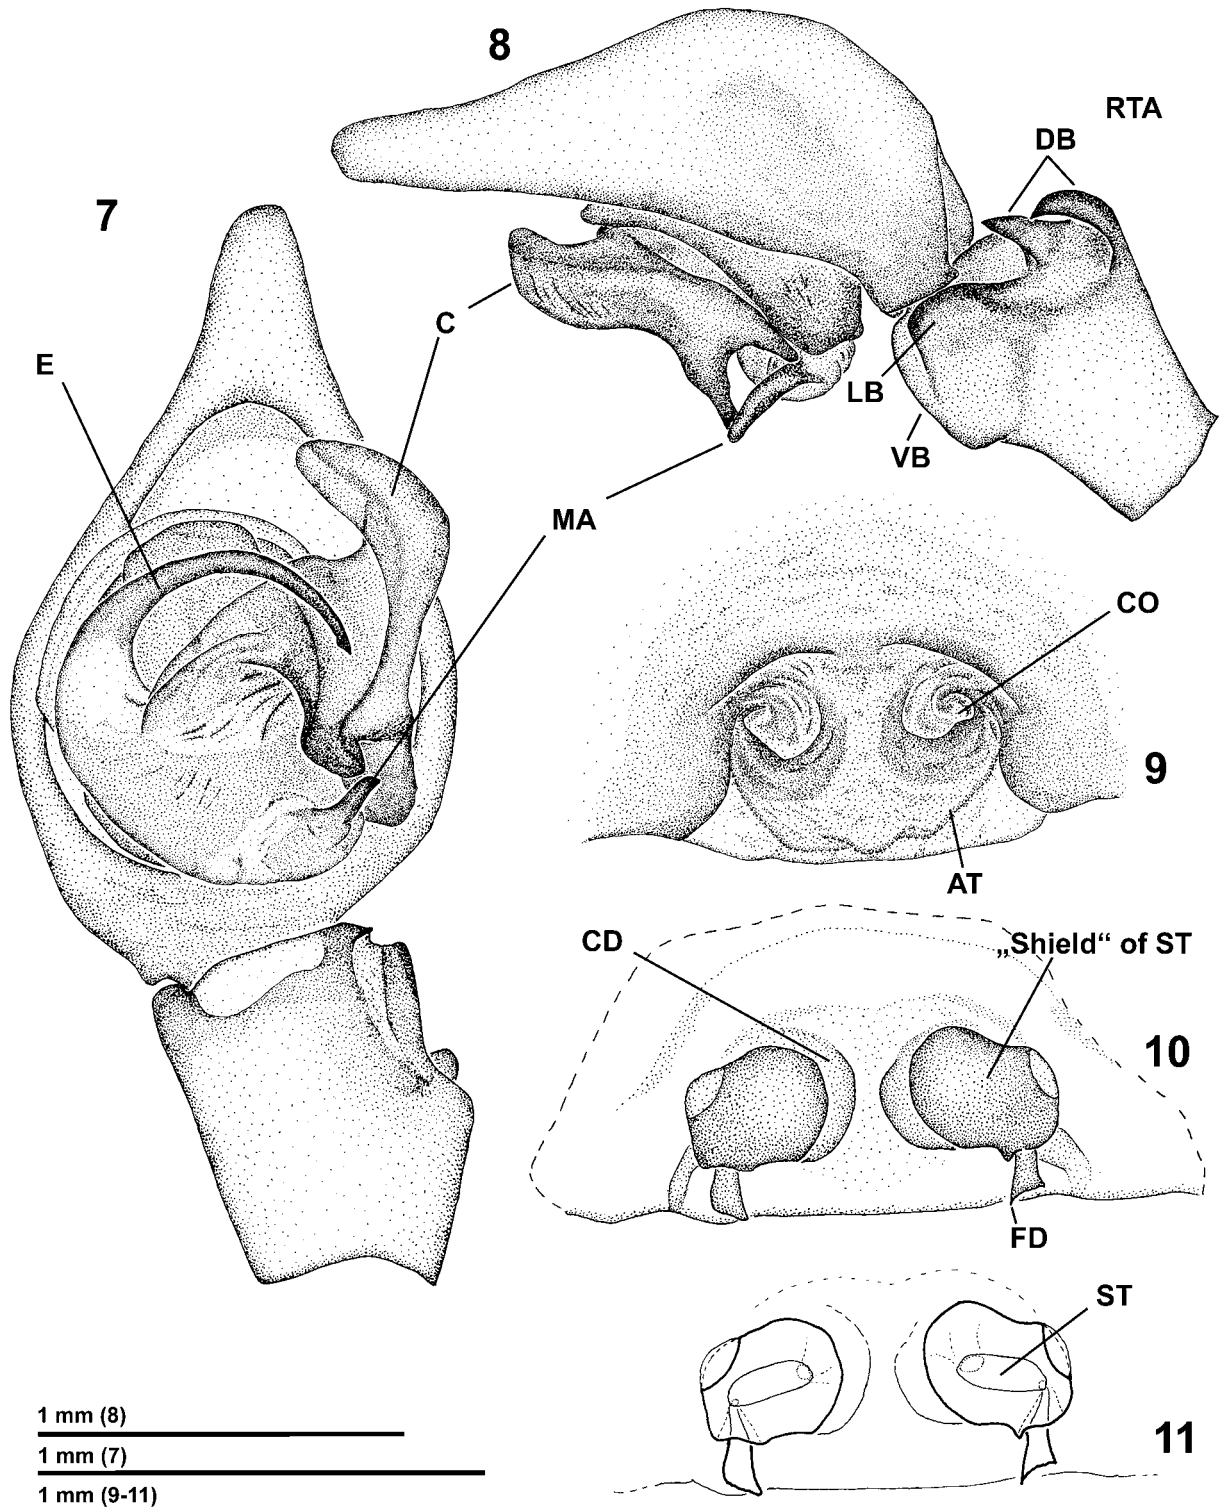 8
RTA
DB
7
C
E
LB
VB
MA
CO
9
AT
CD
„Shield“ of ST
10
FD
ST
11
1 mm (8)
1 mm (7)
1 mm (9-11)